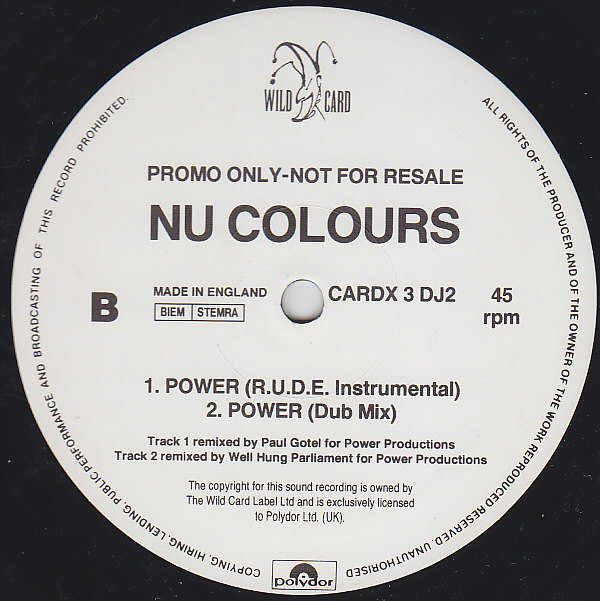 WILD CARD
PROMO ONLY-NOT FOR RESALE
NU COLOURS
B
MADE IN ENGLAND
BIEM STEMRA
CARDX 3 DJ2
45
rpm
1. POWER (R.U.D.E. Instrumental)
2. POWER (Dub Mix)
Track 1 remixed by Paul Gotel for Power Productions
Track 2 remixed by Well Hung Parliament for Power Productions
The copyright for this sound recording is owned by
The Wild Card Label Ltd and is exclusively licensed
to Polydor Ltd. (UK).
polydor
ALL RIGHTS OF THE PRODUCER AND OF THE OWNER OF THE WORK REPRODUCED RESERVED. UNAUTHORISED
COPYING, HIRING, LENDING, PUBLIC PERFORMANCE AND BROADCASTING OF THIS RECORD PROHIBITED.